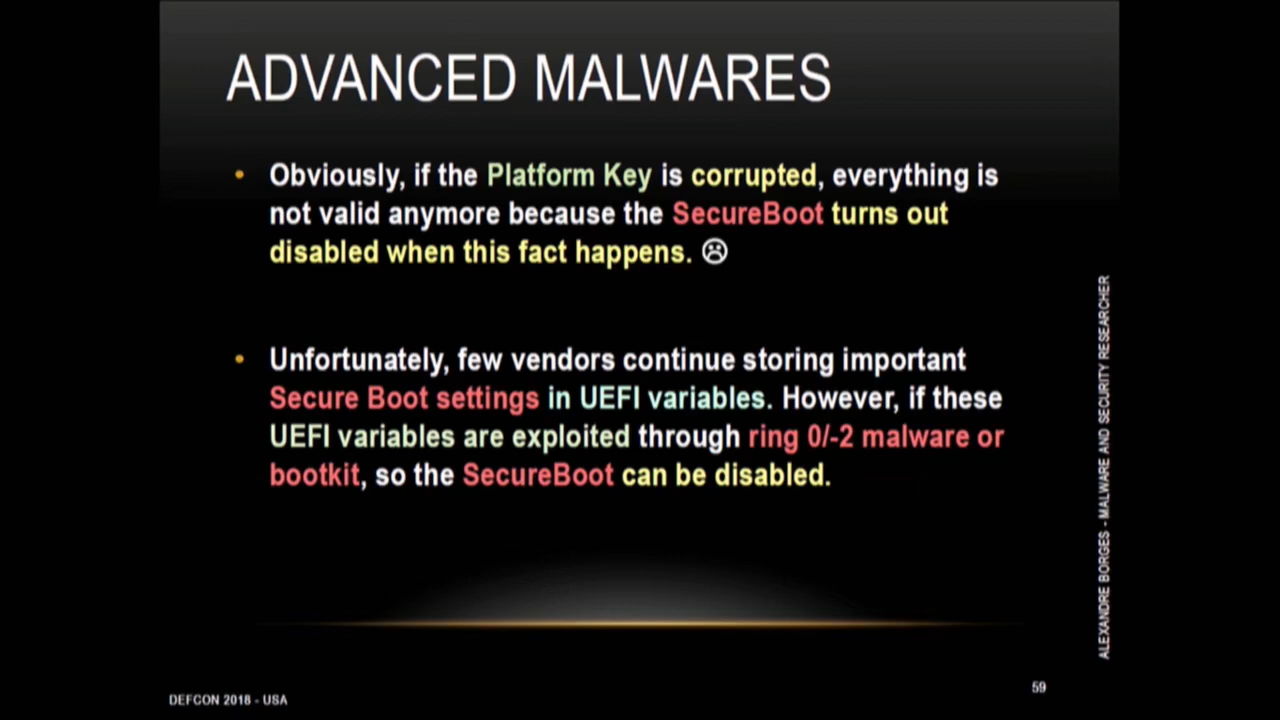 ADVANCED MALWARES
• Obviously, if the Platform Key is corrupted, everything is
not valid anymore because the SecureBoot turns out
disabled when this fact happens. ☹
• Unfortunately, few vendors continue storing important
Secure Boot settings in UEFI variables. However, if these
UEFI variables are exploited through ring 0/-2 malware or
bootkit, so the SecureBoot can be disabled.
ALEXANDRE BORGES - MALWARE AND SECURITY RESEARCHER
DEFCON 2018 - USA
59